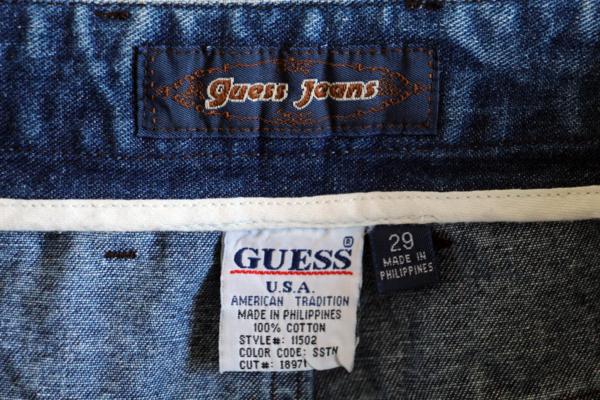 guess jeans
GUESS®
U.S.A.
AMERICAN TRADITION
MADE IN PHILIPPINES
100% COTTON
STYLE#: 11502
COLOR CODE: SSTN
CUT#: 18971
29
MADE IN
PHILIPPINES